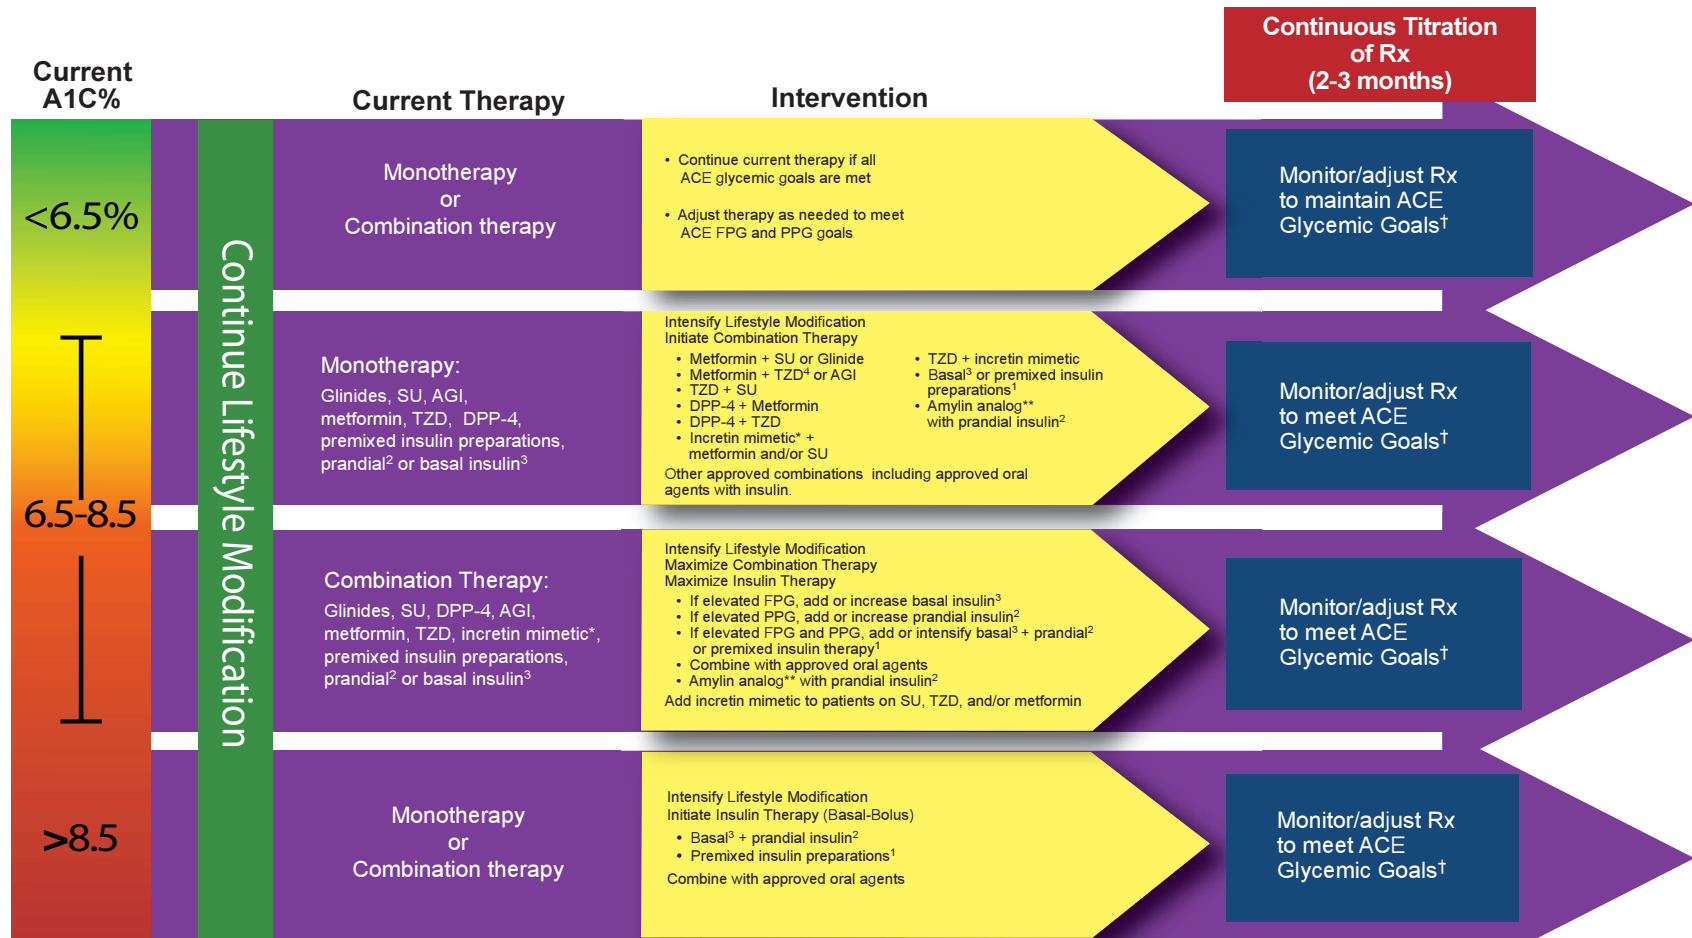 Continuous Titration
of Rx
(2-3 months)
Current
A1C%
Current Therapy
Intervention
Continue Lifestyle Modification
<6.5%
Monotherapy
or
Combination therapy
• Continue current therapy if all
ACE glycemic goals are met
• Adjust therapy as needed to meet
ACE FPG and PPG goals
Monitor/adjust Rx
to maintain ACE
Glycemic Goals†
6.5-8.5
Monotherapy:
Glinides, SU, AGI,
metformin, TZD, DPP-4,
premixed insulin preparations,
prandial² or basal insulin³
Intensify Lifestyle Modification
Initiate Combination Therapy
• Metformin + SU or Glinide
• Metformin + TZD⁴ or AGI
• TZD + SU
• DPP-4 + Metformin
• DPP-4 + TZD
• Incretin mimetic* +
metformin and/or SU
• TZD + incretin mimetic
• Basal³ or premixed insulin
preparations¹
• Amylin analog**
with prandial insulin²
Other approved combinations including approved oral
agents with insulin.
Monitor/adjust Rx
to meet ACE
Glycemic Goals†
Combination Therapy:
Glinides, SU, DPP-4, AGI,
metformin, TZD, incretin mimetic*,
premixed insulin preparations,
prandial² or basal insulin³
Intensify Lifestyle Modification
Maximize Combination Therapy
Maximize Insulin Therapy
• If elevated FPG, add or increase basal insulin³
• If elevated PPG, add or increase prandial insulin²
• If elevated FPG and PPG, add or intensify basal³ + prandial²
or premixed insulin therapy¹
• Combine with approved oral agents
• Amylin analog** with prandial insulin²
Add incretin mimetic to patients on SU, TZD, and/or metformin
Monitor/adjust Rx
to meet ACE
Glycemic Goals†
>8.5
Monotherapy
or
Combination therapy
Intensify Lifestyle Modification
Initiate Insulin Therapy (Basal-Bolus)
• Basal³ + prandial insulin²
• Premixed insulin preparations¹
Combine with approved oral agents
Monitor/adjust Rx
to meet ACE
Glycemic Goals†